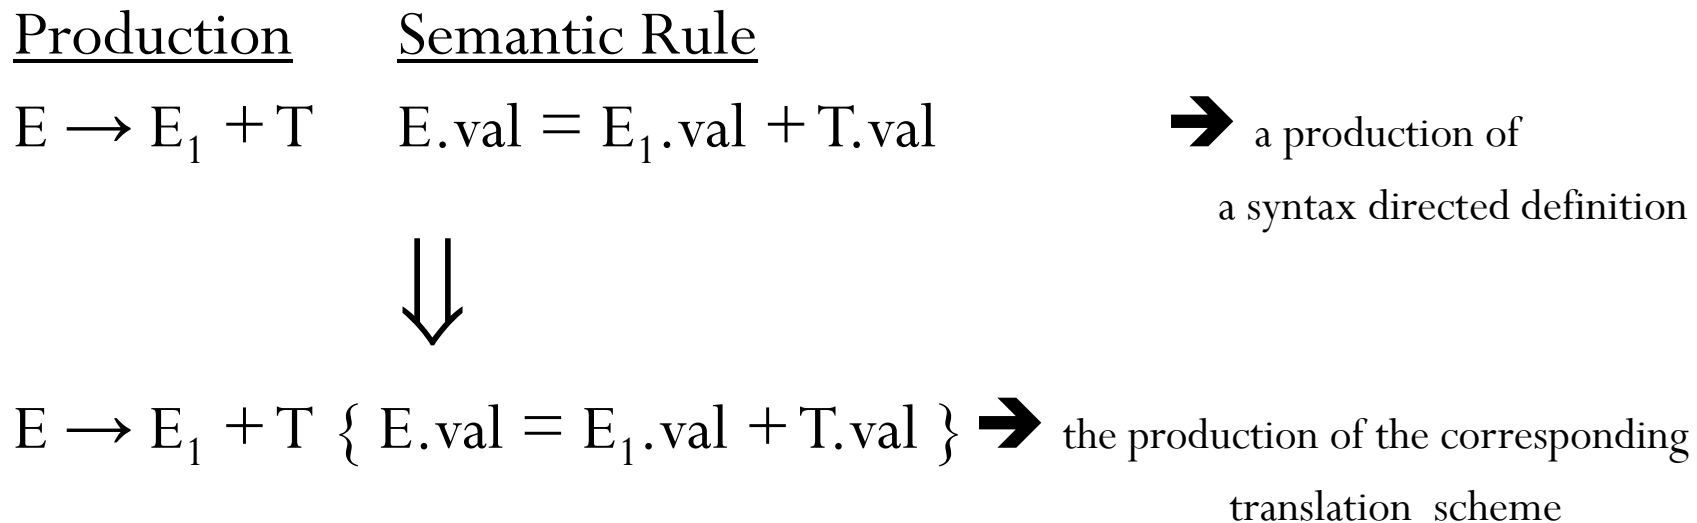 Production Semantic Rule
E → E₁ + T E.val = E₁.val + T.val ➔ a production of
a syntax directed definition
⇓
E → E₁ + T { E.val = E₁.val + T.val } ➔ the production of the corresponding
translation scheme